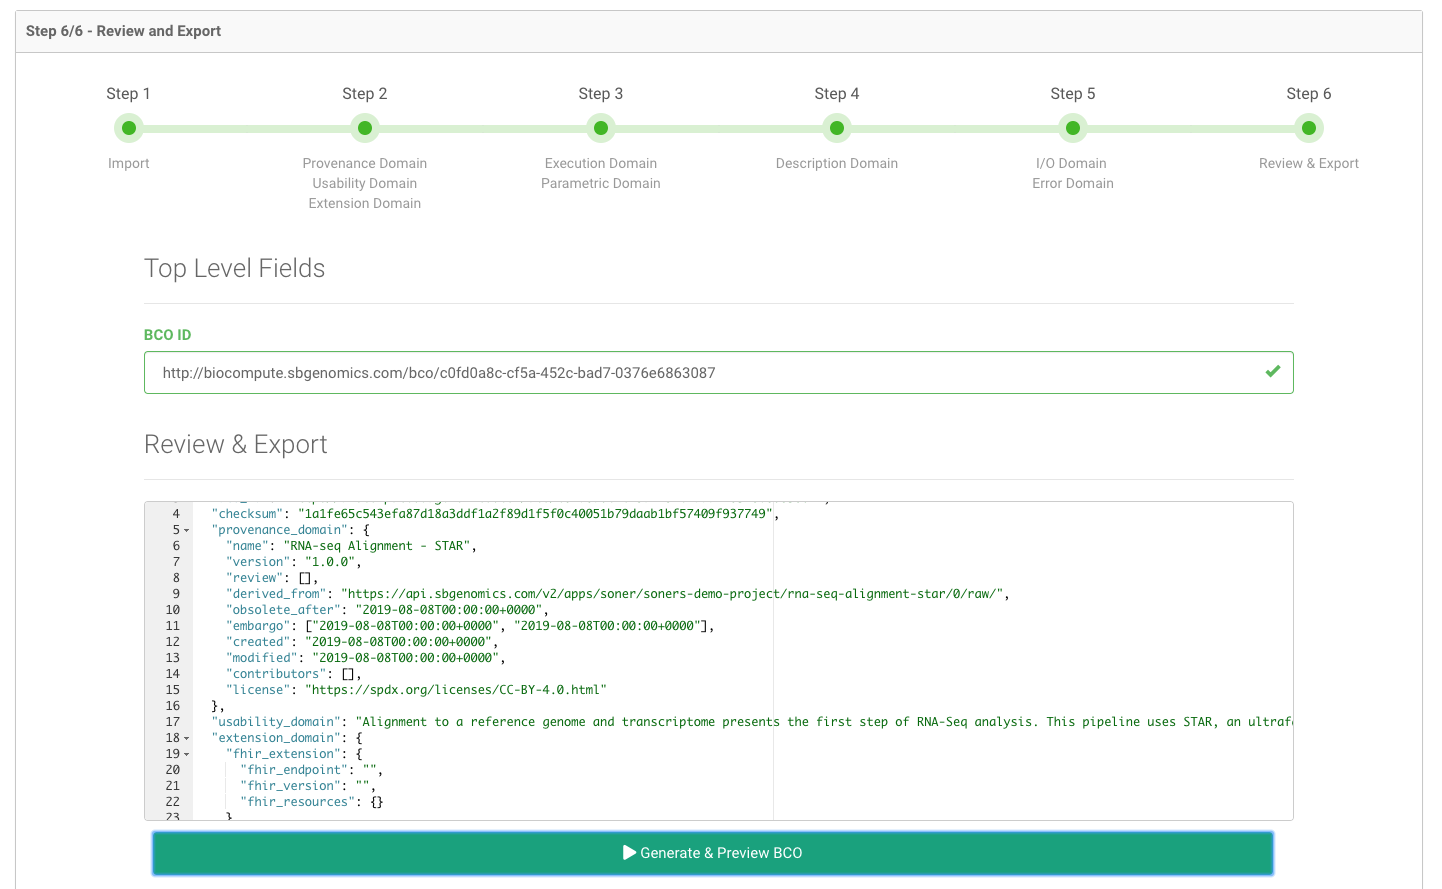 Step 6/6 - Review and Export
Step 1
Step 2
Step 3
Step 4
Step 5
Step 6
Import
Provenance Domain
Usability Domain
Extension Domain
Execution Domain
Parametric Domain
Description Domain
I/O Domain
Error Domain
Review & Export
Top Level Fields
BCO ID
http://biocompute.sbgenomics.com/bco/c0fd0a8c-cf5a-452c-bad7-0376e6863087
Review & Export
4 "checksum": "1a1fe65c543efa87d18a3ddf1a2f89d1f5f0c40051b79daab1bf57409f937749",
5 "provenance_domain": {
6 "name": "RNA-seq Alignment - STAR",
7 "version": "1.0.0",
8 "review": [],
9 "derived_from": "https://api.sbgenomics.com/v2/apps/soner/soners-demo-project/rna-seq-alignment-star/0/raw/",
10 "obsolete_after": "2019-08-08T00:00:00+0000",
11 "embargo": ["2019-08-08T00:00:00+0000", "2019-08-08T00:00:00+0000"],
12 "created": "2019-08-08T00:00:00+0000",
13 "modified": "2019-08-08T00:00:00+0000",
14 "contributors": [],
15 "license": "https://spdx.org/licenses/CC-BY-4.0.html"
16 },
17 "usability_domain": "Alignment to a reference genome and transcriptome presents the first step of RNA-Seq analysis. This pipeline uses STAR, an
18 "extension_domain": {
19 "fhir_extension": {
20 "fhir_endpoint": "",
21 "fhir_version": "",
22 "fhir_resources": {}
23 }
Generate & Preview BCO